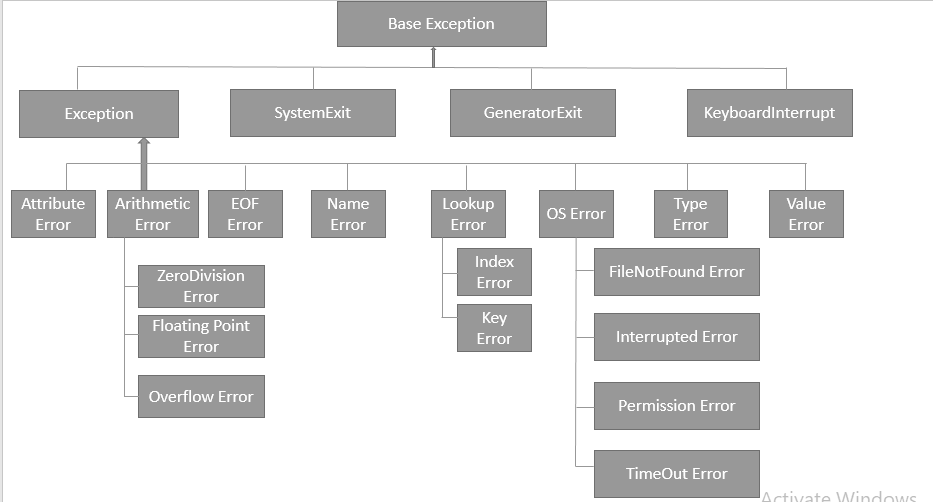 Base Exception
Exception
SystemExit
GeneratorExit
KeyboardInterrupt
Attribute
Error
Arithmetic
Error
EOF
Error
Name
Error
Lookup
Error
OS Error
Type
Error
Value
Error
ZeroDivision
Error
Floating Point
Error
Overflow Error
Index
Error
Key
Error
FileNotFound Error
Interrupted Error
Permission Error
TimeOut Error
Activate Windows